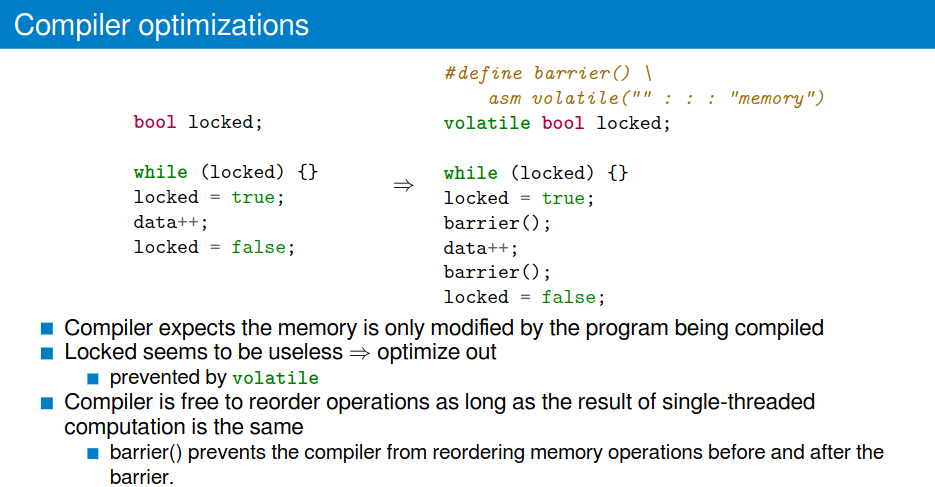 Compiler optimizations
bool locked;
while (locked) {}
locked = true;
data++;
locked = false;
⇒
#define barrier() \
asm volatile("" : : : "memory")
volatile bool locked;
while (locked) {}
locked = true;
barrier();
data++;
barrier();
locked = false;
Compiler expects the memory is only modified by the program being compiled
Locked seems to be useless ⇒ optimize out
prevented by volatile
Compiler is free to reorder operations as long as the result of single-threaded
computation is the same
barrier() prevents the compiler from reordering memory operations before and after the
barrier.